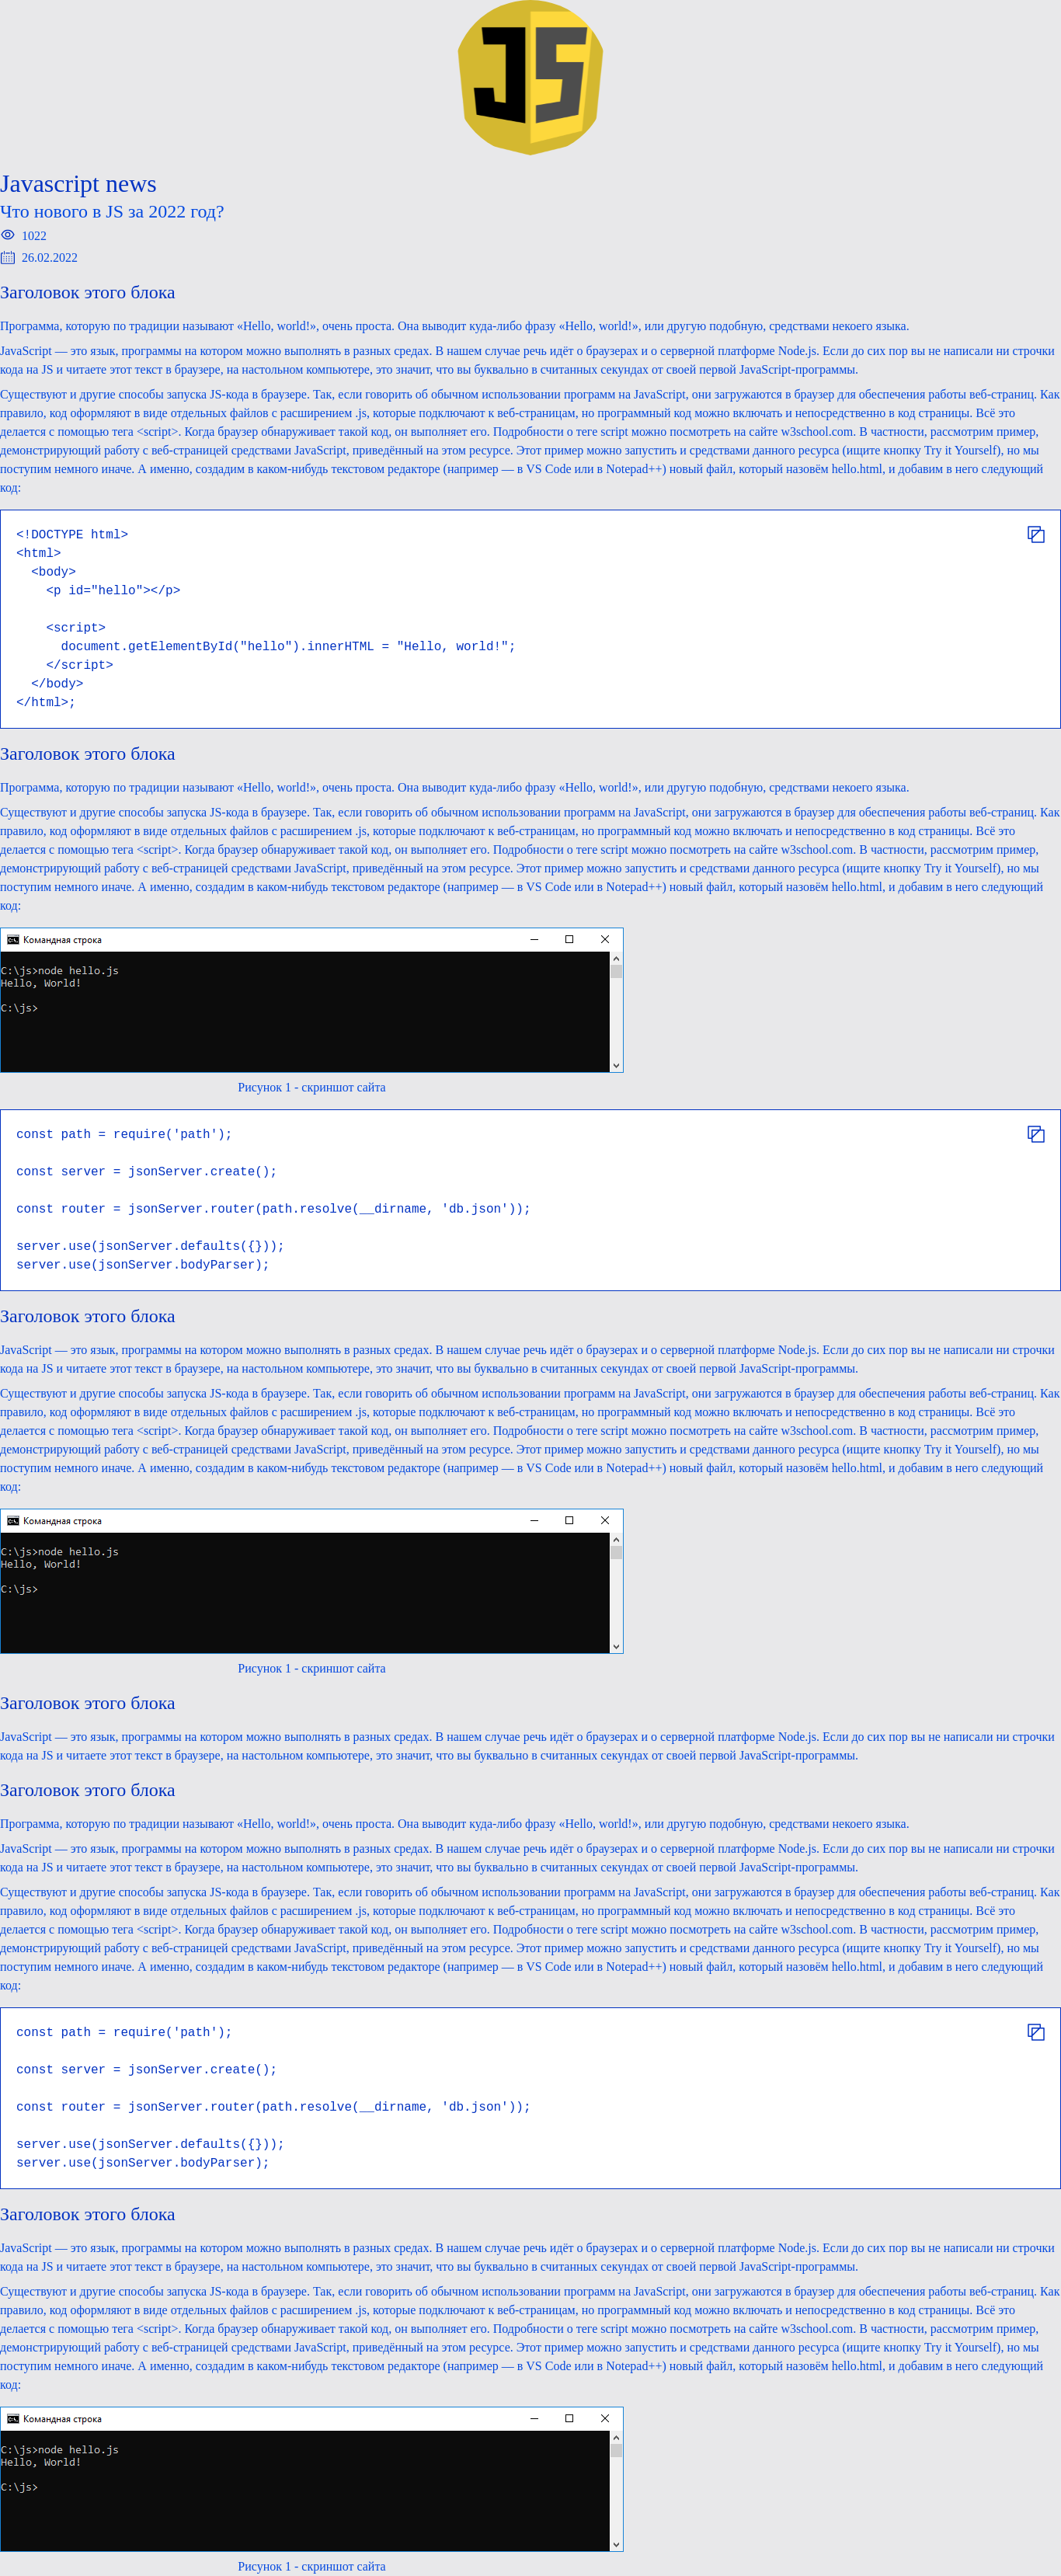 JS
Javascript news
Что нового в JS за 2022 год?
1022
26.02.2022
Заголовок этого блока
Программа, которую по традиции называют «Hello, world!», очень проста. Она выводит куда-либо фразу «Hello, world!», или другую подобную, средствами некоего языка.
JavaScript — это язык, программы на котором можно выполнять в разных средах. В нашем случае речь идёт о браузерах и о серверной платформе Node.js. Если до сих пор вы не написали ни строчки
кода на JS и читаете этот текст в браузере, на настольном компьютере, это значит, что вы буквально в считанных секундах от своей первой JavaScript-программы.
Существуют и другие способы запуска JS-кода в браузере. Так, если говорить об обычном использовании программ на JavaScript, они загружаются в браузер для обеспечения работы веб-страниц. Как
правило, код оформляют в виде отдельных файлов с расширением .js, которые подключают к веб-страницам, но программный код можно включать и непосредственно в код страницы. Всё это
делается с помощью тега <script>. Когда браузер обнаруживает такой код, он выполняет его. Подробности о теге script можно посмотреть на сайте w3school.com. В частности, рассмотрим пример,
демонстрирующий работу с веб-страницей средствами JavaScript, приведённый на этом ресурсе. Этот пример можно запустить и средствами данного ресурса (ищите кнопку Try it Yourself), но мы
поступим немного иначе. А именно, создадим в каком-нибудь текстовом редакторе (например — в VS Code или в Notepad++) новый файл, который назовём hello.html, и добавим в него следующий
код:
<!DOCTYPE html>
<html>
<body>
<p id="hello"></p>
<script>
document.getElementById("hello").innerHTML = "Hello, world!";
</script>
</body>
</html>;
Заголовок этого блока
Программа, которую по традиции называют «Hello, world!», очень проста. Она выводит куда-либо фразу «Hello, world!», или другую подобную, средствами некоего языка.
Существуют и другие способы запуска JS-кода в браузере. Так, если говорить об обычном использовании программ на JavaScript, они загружаются в браузер для обеспечения работы веб-страниц. Как
правило, код оформляют в виде отдельных файлов с расширением .js, которые подключают к веб-страницам, но программный код можно включать и непосредственно в код страницы. Всё это
делается с помощью тега <script>. Когда браузер обнаруживает такой код, он выполняет его. Подробности о теге script можно посмотреть на сайте w3school.com. В частности, рассмотрим пример,
демонстрирующий работу с веб-страницей средствами JavaScript, приведённый на этом ресурсе. Этот пример можно запустить и средствами данного ресурса (ищите кнопку Try it Yourself), но мы
поступим немного иначе. А именно, создадим в каком-нибудь текстовом редакторе (например — в VS Code или в Notepad++) новый файл, который назовём hello.html, и добавим в него следующий
код:
Командная строка
C:\js>node hello.js
Hello, World!
C:\js>
Рисунок 1 - скриншот сайта
const path = require('path');
const server = jsonServer.create();
const router = jsonServer.router(path.resolve(__dirname, 'db.json'));
server.use(jsonServer.defaults({}));
server.use(jsonServer.bodyParser);
Заголовок этого блока
JavaScript — это язык, программы на котором можно выполнять в разных средах. В нашем случае речь идёт о браузерах и о серверной платформе Node.js. Если до сих пор вы не написали ни строчки
кода на JS и читаете этот текст в браузере, на настольном компьютере, это значит, что вы буквально в считанных секундах от своей первой JavaScript-программы.
Существуют и другие способы запуска JS-кода в браузере. Так, если говорить об обычном использовании программ на JavaScript, они загружаются в браузер для обеспечения работы веб-страниц. Как
правило, код оформляют в виде отдельных файлов с расширением .js, которые подключают к веб-страницам, но программный код можно включать и непосредственно в код страницы. Всё это
делается с помощью тега <script>. Когда браузер обнаруживает такой код, он выполняет его. Подробности о теге script можно посмотреть на сайте w3school.com. В частности, рассмотрим пример,
демонстрирующий работу с веб-страницей средствами JavaScript, приведённый на этом ресурсе. Этот пример можно запустить и средствами данного ресурса (ищите кнопку Try it Yourself), но мы
поступим немного иначе. А именно, создадим в каком-нибудь текстовом редакторе (например — в VS Code или в Notepad++) новый файл, который назовём hello.html, и добавим в него следующий
код:
Командная строка
C:\js>node hello.js
Hello, World!
C:\js>
Рисунок 1 - скриншот сайта
Заголовок этого блока
JavaScript — это язык, программы на котором можно выполнять в разных средах. В нашем случае речь идёт о браузерах и о серверной платформе Node.js. Если до сих пор вы не написали ни строчки
кода на JS и читаете этот текст в браузере, на настольном компьютере, это значит, что вы буквально в считанных секундах от своей первой JavaScript-программы.
Заголовок этого блока
Программа, которую по традиции называют «Hello, world!», очень проста. Она выводит куда-либо фразу «Hello, world!», или другую подобную, средствами некоего языка.
JavaScript — это язык, программы на котором можно выполнять в разных средах. В нашем случае речь идёт о браузерах и о серверной платформе Node.js. Если до сих пор вы не написали ни строчки
кода на JS и читаете этот текст в браузере, на настольном компьютере, это значит, что вы буквально в считанных секундах от своей первой JavaScript-программы.
Существуют и другие способы запуска JS-кода в браузере. Так, если говорить об обычном использовании программ на JavaScript, они загружаются в браузер для обеспечения работы веб-страниц. Как
правило, код оформляют в виде отдельных файлов с расширением .js, которые подключают к веб-страницам, но программный код можно включать и непосредственно в код страницы. Всё это
делается с помощью тега <script>. Когда браузер обнаруживает такой код, он выполняет его. Подробности о теге script можно посмотреть на сайте w3school.com. В частности, рассмотрим пример,
демонстрирующий работу с веб-страницей средствами JavaScript, приведённый на этом ресурсе. Этот пример можно запустить и средствами данного ресурса (ищите кнопку Try it Yourself), но мы
поступим немного иначе. А именно, создадим в каком-нибудь текстовом редакторе (например — в VS Code или в Notepad++) новый файл, который назовём hello.html, и добавим в него следующий
код:
const path = require('path');
const server = jsonServer.create();
const router = jsonServer.router(path.resolve(__dirname, 'db.json'));
server.use(jsonServer.defaults({}));
server.use(jsonServer.bodyParser);
Заголовок этого блока
JavaScript — это язык, программы на котором можно выполнять в разных средах. В нашем случае речь идёт о браузерах и о серверной платформе Node.js. Если до сих пор вы не написали ни строчки
кода на JS и читаете этот текст в браузере, на настольном компьютере, это значит, что вы буквально в считанных секундах от своей первой JavaScript-программы.
Существуют и другие способы запуска JS-кода в браузере. Так, если говорить об обычном использовании программ на JavaScript, они загружаются в браузер для обеспечения работы веб-страниц. Как
правило, код оформляют в виде отдельных файлов с расширением .js, которые подключают к веб-страницам, но программный код можно включать и непосредственно в код страницы. Всё это
делается с помощью тега <script>. Когда браузер обнаруживает такой код, он выполняет его. Подробности о теге script можно посмотреть на сайте w3school.com. В частности, рассмотрим пример,
демонстрирующий работу с веб-страницей средствами JavaScript, приведённый на этом ресурсе. Этот пример можно запустить и средствами данного ресурса (ищите кнопку Try it Yourself), но мы
поступим немного иначе. А именно, создадим в каком-нибудь текстовом редакторе (например — в VS Code или в Notepad++) новый файл, который назовём hello.html, и добавим в него следующий
код:
Командная строка
C:\js>node hello.js
Hello, World!
C:\js>
Рисунок 1 - скриншот сайта